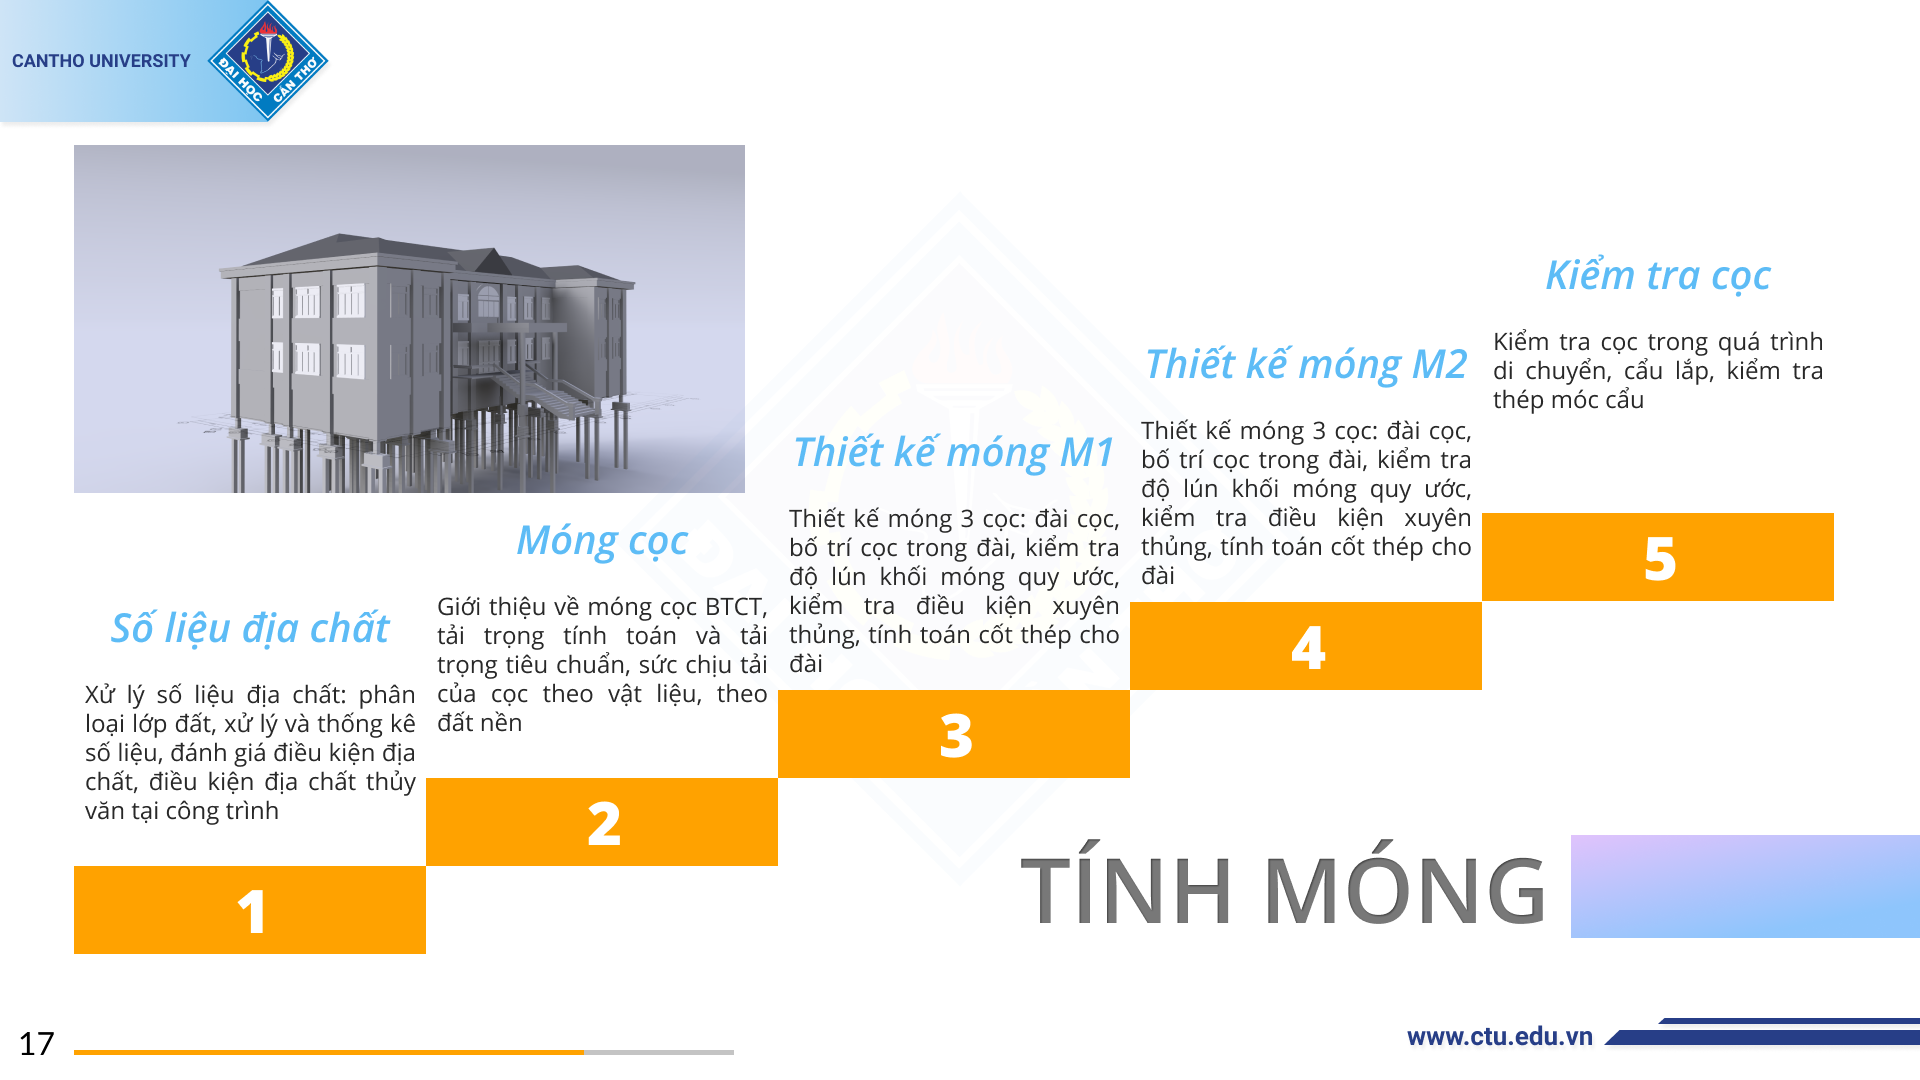 CANTHO UNIVERSITY
ĐẠI HỌC CẦN THƠ
Số liệu địa chất
Xử lý số liệu địa chất: phân
loại lớp đất, xử lý và thống kê
số liệu, đánh giá điều kiện địa
chất, điều kiện địa chất thủy
văn tại công trình
1
Móng cọc
Giới thiệu về móng cọc BTCT,
tải trọng tính toán và tải
trọng tiêu chuẩn, sức chịu tải
của cọc theo vật liệu, theo
đất nền
2
Thiết kế móng M1
Thiết kế móng 3 cọc: đài cọc,
bố trí cọc trong đài, kiểm tra
độ lún khối móng quy ước,
kiểm tra điều kiện xuyên
thủng, tính toán cốt thép cho
đài
3
Thiết kế móng M2
Thiết kế móng 3 cọc: đài cọc,
bố trí cọc trong đài, kiểm tra
độ lún khối móng quy ước,
kiểm tra điều kiện xuyên
thủng, tính toán cốt thép cho
đài
4
Kiểm tra cọc
Kiểm tra cọc trong quá trình
di chuyển, cẩu lắp, kiểm tra
thép móc cẩu
5
TÍNH MÓNG
17
www.ctu.edu.vn